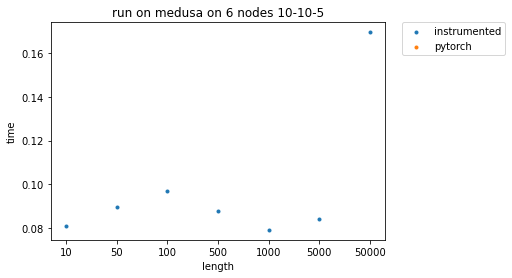 run on medusa on 6 nodes 10-10-5
instrumented
pytorch
0.16
0.14
0.12
0.10
0.08
time
10 50 100 500 1000 5000 50000
length